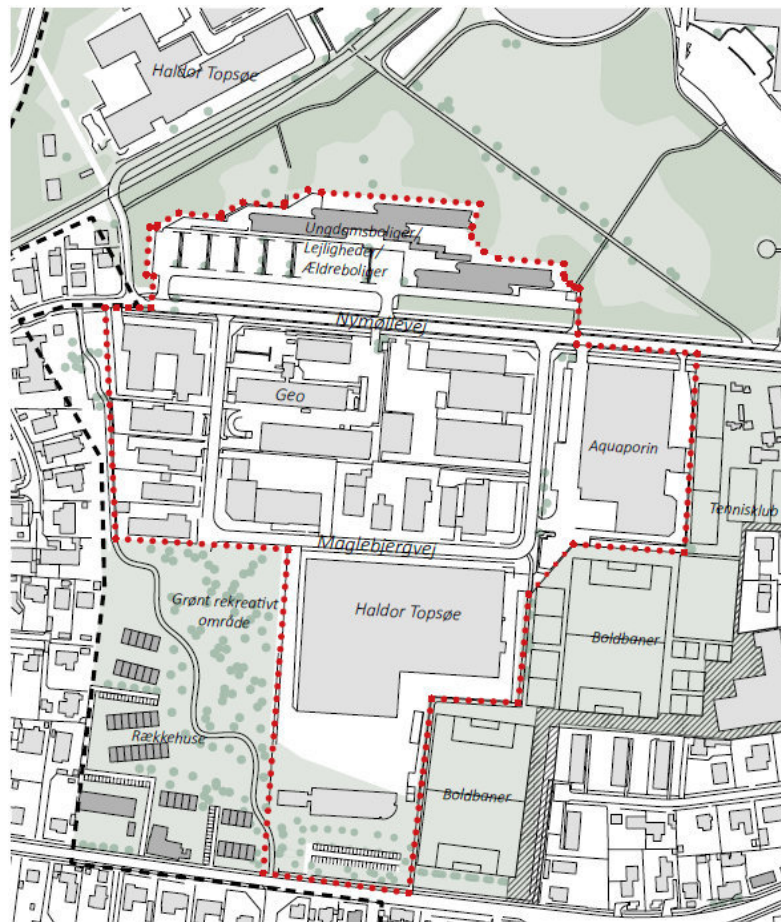 Haldor Topsøe
Ungdomsboliger/
Lejligheder/
Ældreboliger
Nymøllevej
Geo
Aquaporin
Tennisklub
Maglebjergvej
Grønt rekreativt
område
Haldor Topsøe
Boldbaner
Rækkehuse
Boldbaner